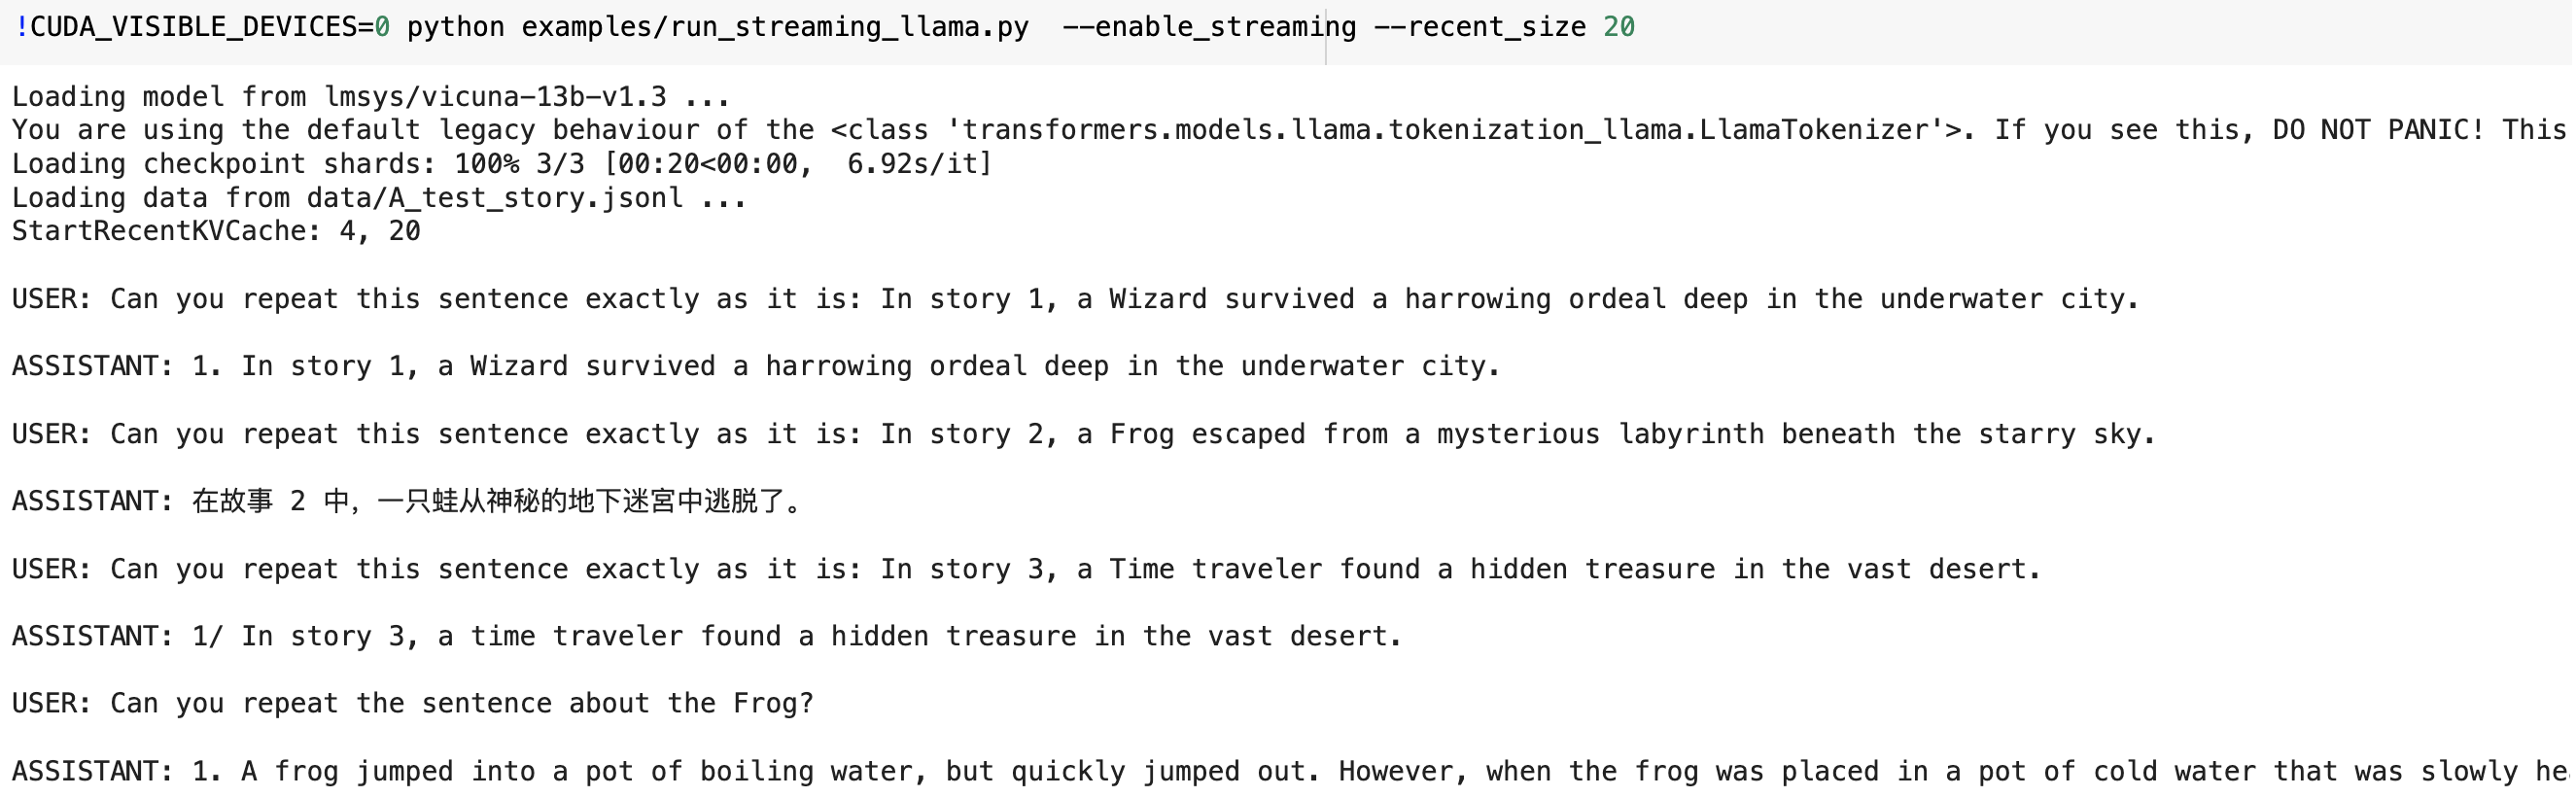 !CUDA_VISIBLE_DEVICES=0 python examples/run_streaming_llama.py  --enable_streaming --recent_size 20
Loading model from lmsys/vicuna-13b-v1.3 ...
You are using the default legacy behaviour of the <class 'transformers.models.llama.tokenization_llama.LlamaTokenizer'>. If you see this, DO NOT PANIC! This
Loading checkpoint shards: 100% 3/3 [00:20<00:00,  6.92s/it]
Loading data from data/A_test_story.jsonl ...
StartRecentKVCache: 4, 20
USER: Can you repeat this sentence exactly as it is: In story 1, a Wizard survived a harrowing ordeal deep in the underwater city.
ASSISTANT: 1. In story 1, a Wizard survived a harrowing ordeal deep in the underwater city.
USER: Can you repeat this sentence exactly as it is: In story 2, a Frog escaped from a mysterious labyrinth beneath the starry sky.
ASSISTANT: 在故事 2 中，一只蛙从神秘的地下迷宮中逃脱了。
USER: Can you repeat this sentence exactly as it is: In story 3, a Time traveler found a hidden treasure in the vast desert.
ASSISTANT: 1/ In story 3, a time traveler found a hidden treasure in the vast desert.
USER: Can you repeat the sentence about the Frog?
ASSISTANT: 1. A frog jumped into a pot of boiling water, but quickly jumped out. However, when the frog was placed in a pot of cold water that was slowly